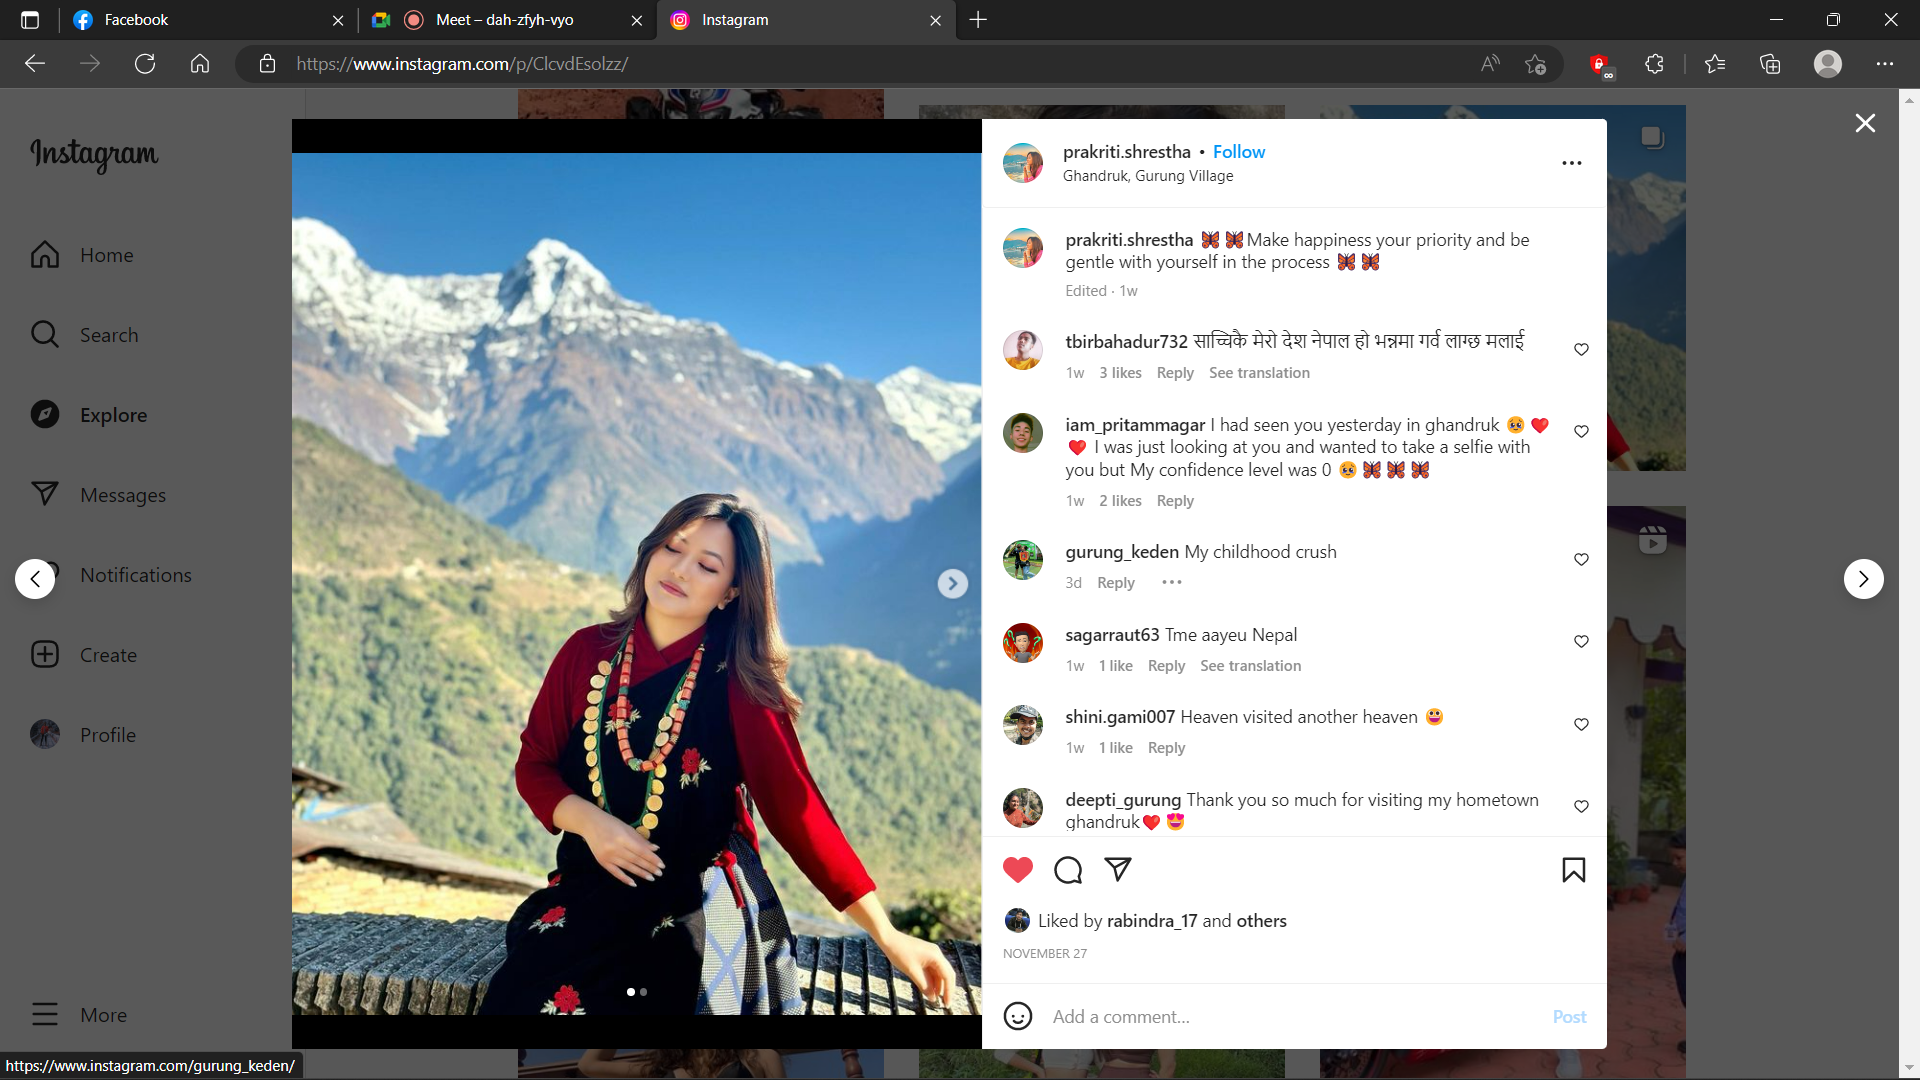 Facebook
Meet – dah-zfyh-vyo
Instagram
https://www.instagram.com/p/ClcvdEsolzz/
Instagram
Home
Search
Explore
Messages
Notifications
Create
Profile
More
https://www.instagram.com/gurung_keden/
prakriti.shrestha • Follow
Ghandruk, Gurung Village
prakriti.shrestha 🦋🦋Make happiness your priority and be
gentle with yourself in the process 🦋🦋
Edited · 1w
tbirbahadur732 साच्चिकै मेरो देश नेपाल हो भन्नमा गर्व लाग्छ मलाई
1w 3 likes Reply See translation
iam_pritammagar I had seen you yesterday in ghandruk 🥺❤️
❤️ I was just looking at you and wanted to take a selfie with
you but My confidence level was 0 🥺🦋🦋🦋
1w 2 likes Reply
gurung_keden My childhood crush
3d Reply
sagarraut63 Tme aayeu Nepal
1w 1 like Reply See translation
shini.gami007 Heaven visited another heaven 😀
1w 1 like Reply
deepti_gurung Thank you so much for visiting my hometown
ghandruk❤️😍
Liked by rabindra_17 and others
NOVEMBER 27
Add a comment...
Post